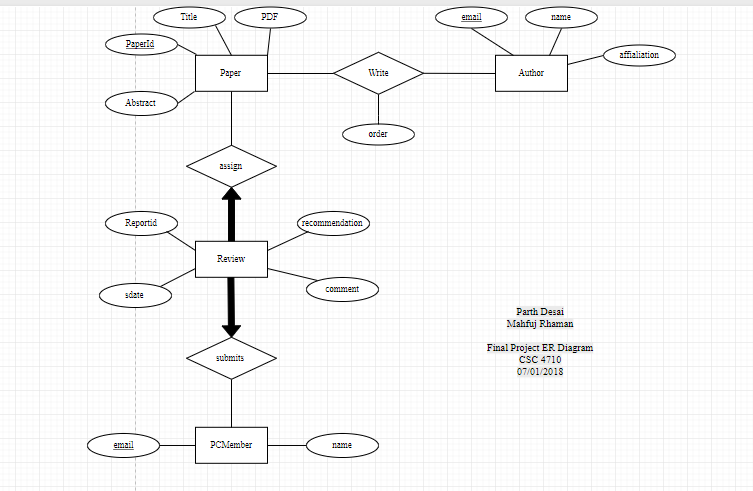 Title
PDF
email
name
PaperId
affialiation
Paper
Write
Author
Abstract
order
assign
Reportid
recommendation
Review
sdate
comment
Parth Desai
Mahfuj Rhaman
Final Project ER Diagram
CSC 4710
07/01/2018
submits
email
PCMember
name